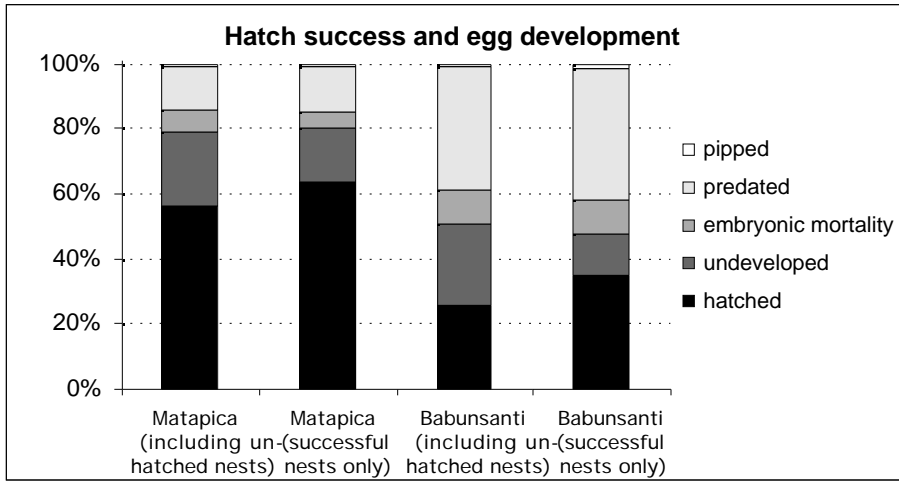 Hatch success and egg development
100%
80%
60%
40%
20%
0%
pipped
predated
embryonic mortality
undeveloped
hatched
Matapica
(including un-
hatched nests)
Matapica
(successful
nests only)
Babunsanti
(including un-
hatched nests)
Babunsanti
(successful
nests only)